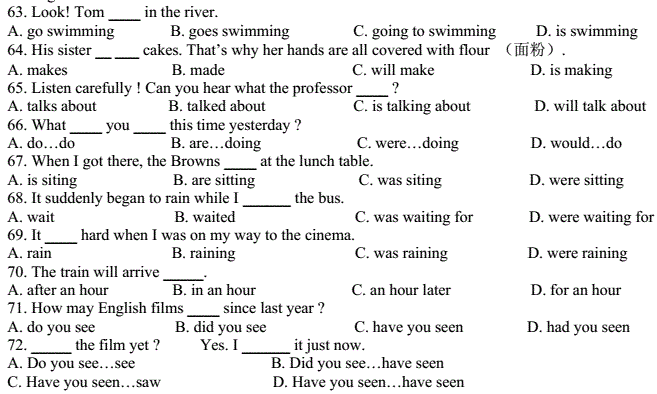 63. Look! Tom ____ in the river.
A. go swimming B. goes swimming C. going to swimming D. is swimming
64. His sister __ ___ cakes. That's why her hands are all covered with flour （面粉）.
A. makes B. made C. will make D. is making
65. Listen carefully ! Can you hear what the professor ____ ?
A. talks about B. talked about C. is talking about D. will talk about
66. What ____ you ____ this time yesterday ?
A. do…do B. are…doing C. were…doing D. would…do
67. When I got there, the Browns ____ at the lunch table.
A. is siting B. are sitting C. was siting D. were sitting
68. It suddenly began to rain while I ______ the bus.
A. wait B. waited C. was waiting for D. were waiting for
69. It ____ hard when I was on my way to the cinema.
A. rain B. raining C. was raining D. were raining
70. The train will arrive _____.
A. after an hour B. in an hour C. an hour later D. for an hour
71. How may English films ____ since last year ?
A. do you see B. did you see C. have you seen D. had you seen
72. _____ the film yet ? Yes. I ______ it just now.
A. Do you see…see B. Did you see…have seen
C. Have you seen…saw D. Have you seen…have seen